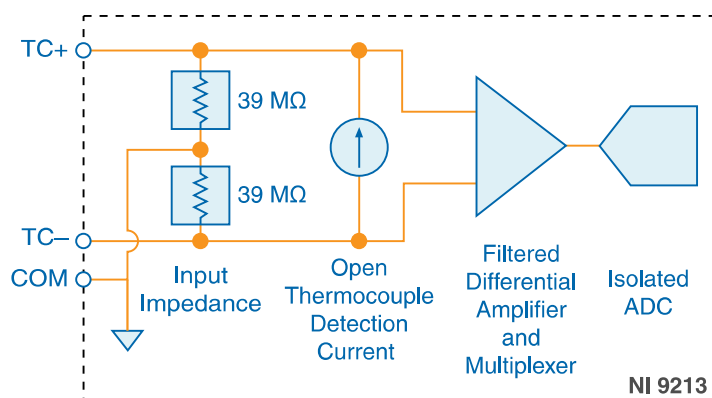 TC+
39 MΩ
39 MΩ
TC–
COM
Input
Impedance
Open
Thermocouple
Detection
Current
Filtered
Differential
Amplifier
and
Multiplexer
Isolated
ADC
NI 9213